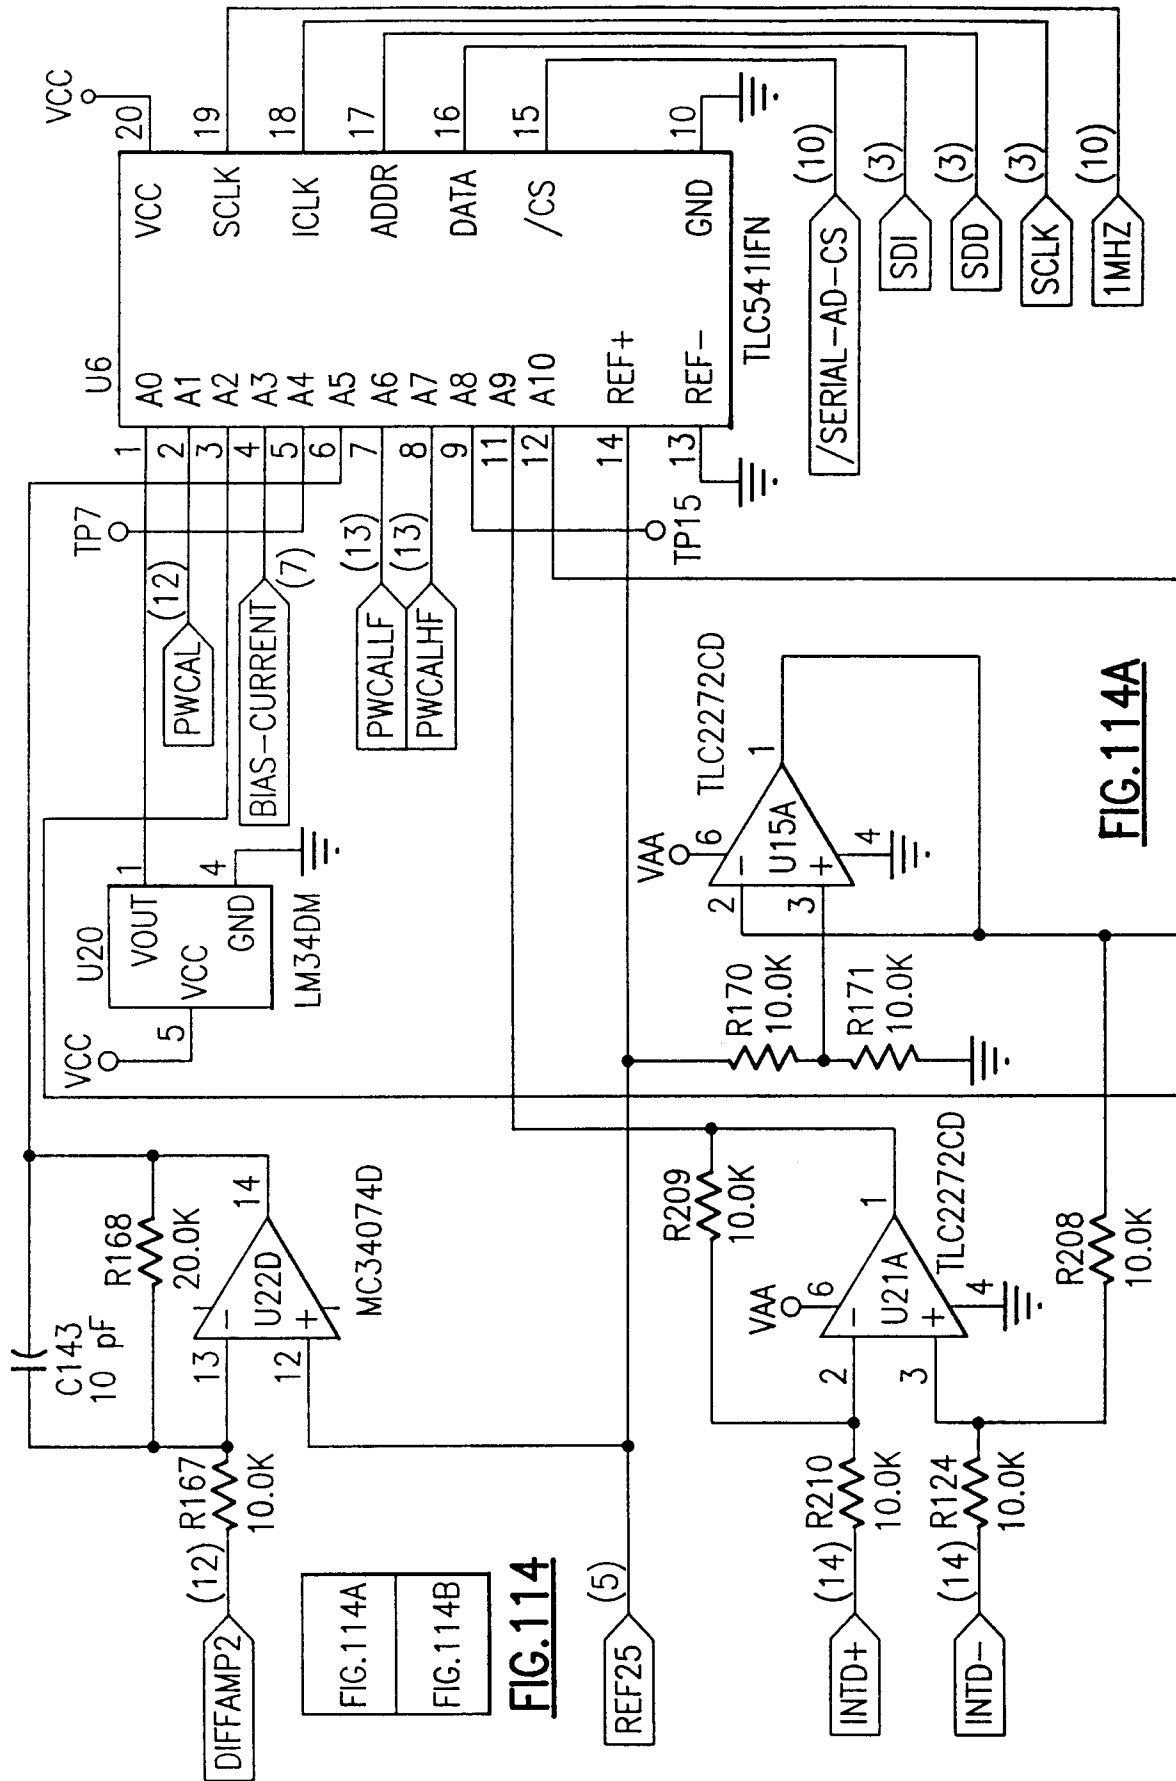 DIFFAMP2
(12)
R167
10.0K
C143
10 pF
R168
20.0K
13
12
14
U22D
-
+
MC34074D
VCC
5
U20
VOUT
VCC
GND
1
4
LM34DM
PWCAL
(12)
BIAS-CURRENT
(7)
TP7
PWCALLF
(13)
PWCALHF
(13)
TP15
U6
1
A0
2
A1
3
A2
4
A3
5
A4
6
A5
7
A6
8
A7
9
A8
11
A9
12
A10
14
REF+
13
REF-
VCC
SCLK
ICLK
ADDR
DATA
/CS
GND
VCC
20
19
18
17
16
15
10
TLC541IFN
/SERIAL-AD-CS
(10)
SDI
(3)
SDD
(3)
SCLK
(3)
1MHZ
(10)
FIG.114A
FIG.114B
FIG.114
REF25
(5)
R170
10.0K
R171
10.0K
VAA
6
2
3
-
+
U15A
1
4
TLC2272CD
INTD+
(14)
R210
10.0K
INTD-
(14)
R124
10.0K
R209
10.0K
VAA
6
2
3
-
+
U21A
1
4
TLC2272CD
R208
10.0K
FIG.114A